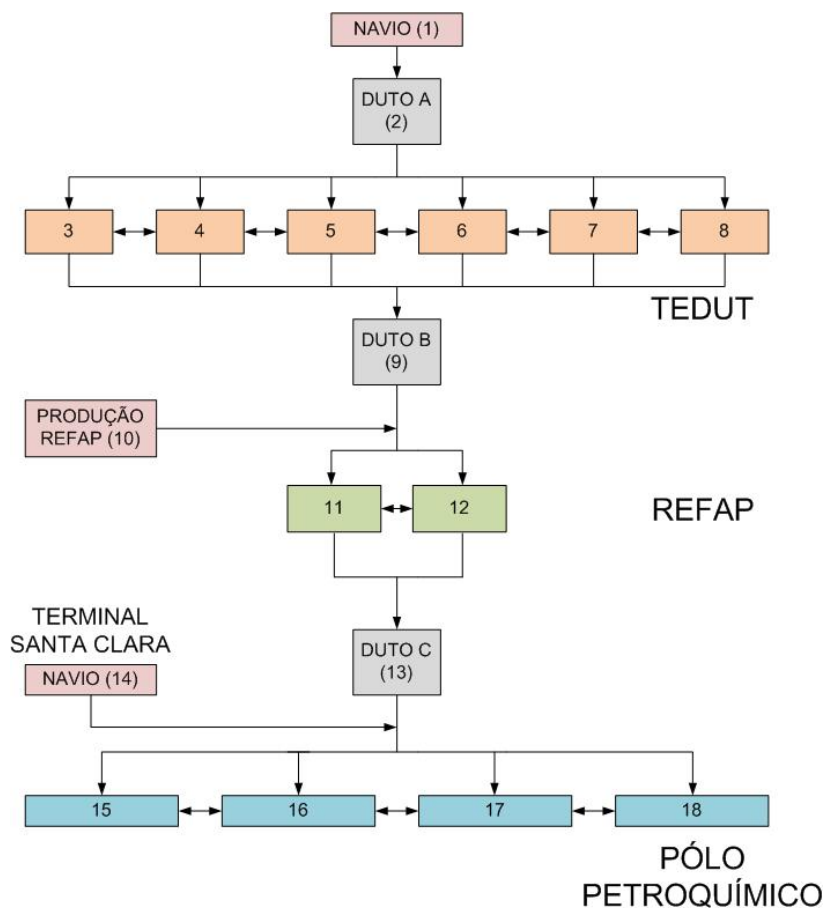 NAVIO (1)
DUTO A
(2)
3
4
5
6
7
8
TEDUT
DUTO B
(9)
PRODUÇÃO
REFAP (10)
11
12
REFAP
TERMINAL
SANTA CLARA
NAVIO (14)
DUTO C
(13)
15
16
17
18
PÓLO
PETROQUÍMICO